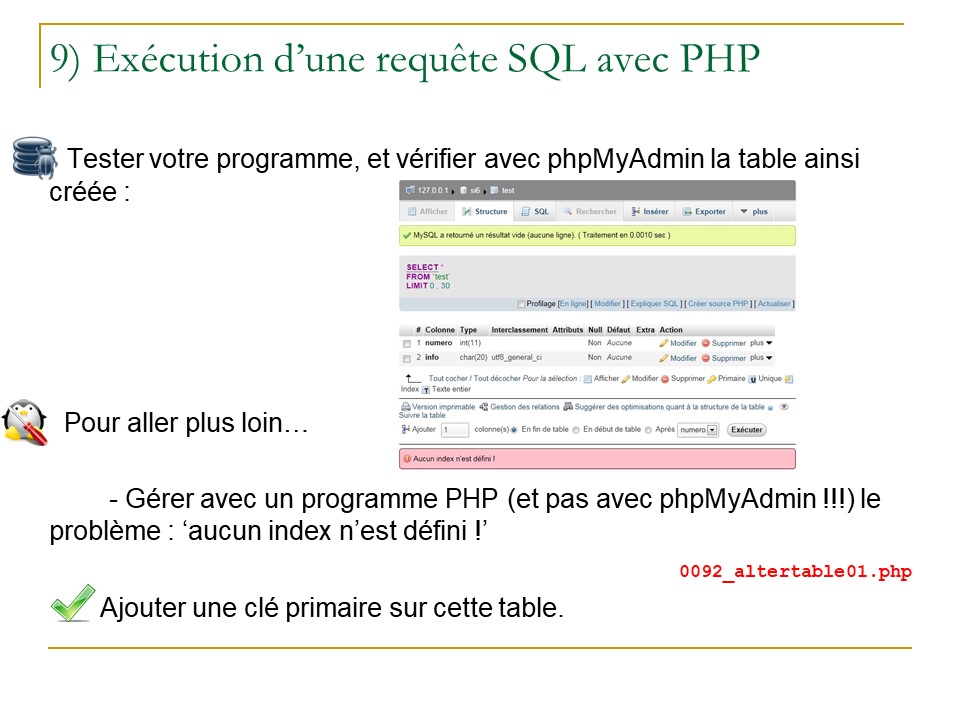 9) Exécution d’une requête SQL avec PHP
Tester votre programme, et vérifier avec phpMyAdmin la table ainsi
créée :
127.0.0.1 si6 test
Afficher Structure SQL Rechercher Insérer Exporter plus
MySQL a retourné un résultat vide (aucune ligne). ( Traitement en 0.0010 sec )
SELECT *
FROM `test`
LIMIT 0 , 30
Profilage [En ligne] [ Modifier ] [ Expliquer SQL ] [ Créer source PHP ] [ Actualiser ]
# Colonne Type Interclassement Attributs Null Défaut Extra Action
1 numero int(11) Non Aucune Modifier Supprimer plus
2 info char(20) utf8_general_ci Non Aucune Modifier Supprimer plus
Tout cocher / Tout décocher Pour la sélection : Afficher Modifier Supprimer Primaire Unique
Index Texte entier
Version imprimable Gestion des relations Suggérer des optimisations quant à la structure de la table
Suivre la table
Ajouter 1 colonne(s) En fin de table En début de table Après numero Exécuter
Aucun index n'est défini !
Pour aller plus loin…
- Gérer avec un programme PHP (et pas avec phpMyAdmin !!!) le
problème : ‘aucun index n’est défini !’
0092_altertable01.php
Ajouter une clé primaire sur cette table.